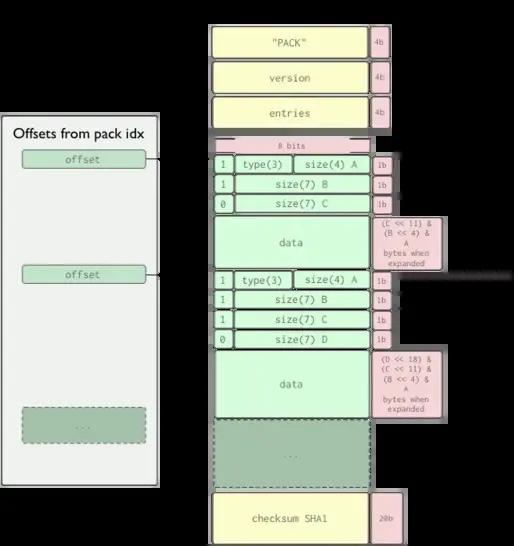 "PACK" 4b
version 4b
entries 4b
Offsets from pack idx
8 bits
offset
1 type(3) size(4) A 1b
1 size(7) B 1b
0 size(7) C 1b
data
(C << 11) &
(B << 4) &
A
bytes when
expanded
offset
1 type(3) size(4) A 1b
1 size(7) B 1b
1 size(7) C 1b
0 size(7) D 1b
data
(D << 18) &
(C << 11) &
(B << 4) &
A
bytes when
expanded
...
...
checksum SHA1 20b